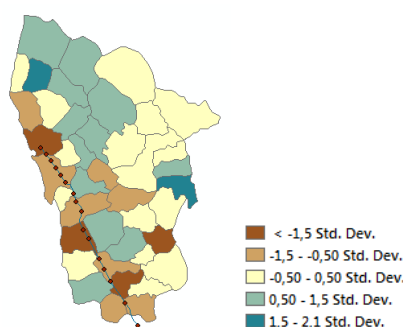 < -1,5 Std. Dev.
-1,5 - -0,50 Std. Dev.
-0,50 - 0,50 Std. Dev.
0,50 - 1,5 Std. Dev.
1,5 - 2,1 Std. Dev.